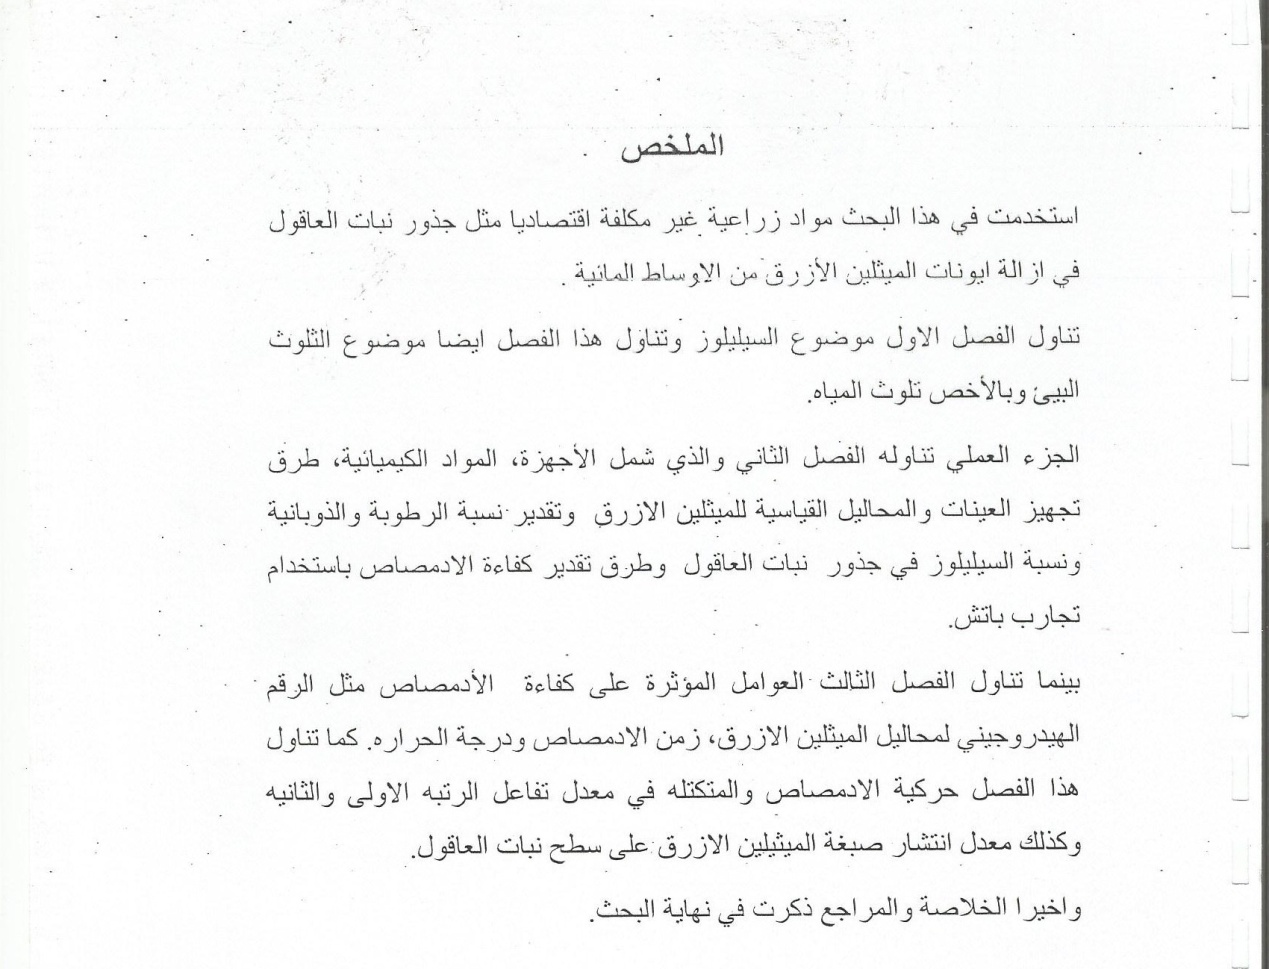 الملخص
استخدمت في هذا البحث مواد زراعية غير مكلفة اقتصاديا مثل جذور نبات العاقول
في ازالة ايونات الميثلين الأزرق من الاوساط المائية .
تناول الفصل الاول موضوع السيليلوز وتناول هذا الفصل ايضا موضوع التلوث
البيئ وبالأخص تلوث المياه.
الجزء العملي تناوله الفصل الثاني والذي شمل الأجهزة، المواد الكيميائية، طرق
تجهيز العينات والمحاليل القياسية للميثلين الازرق وتقدير نسبة الرطوبة والذوبانية
ونسبة السيليلوز في جذور نبات العاقول وطرق تقدير كفاءة الادمصاص باستخدام
تجارب باتش.
بينما تناول الفصل الثالث العوامل المؤثرة على كفاءة الأدمصاص مثل الرقم
الهيدروجيني لمحاليل الميثلين الازرق، زمن الادمصاص ودرجة الحراره. كما تناول
هذا الفصل حركية الادمصاص والمتكتله في معدل تفاعل الرتبه الاولى والثانيه
وكذلك معدل انتشار صبغة الميثيلين الازرق على سطح نبات العاقول.
واخيرا الخلاصة والمراجع ذكرت في نهاية البحث.